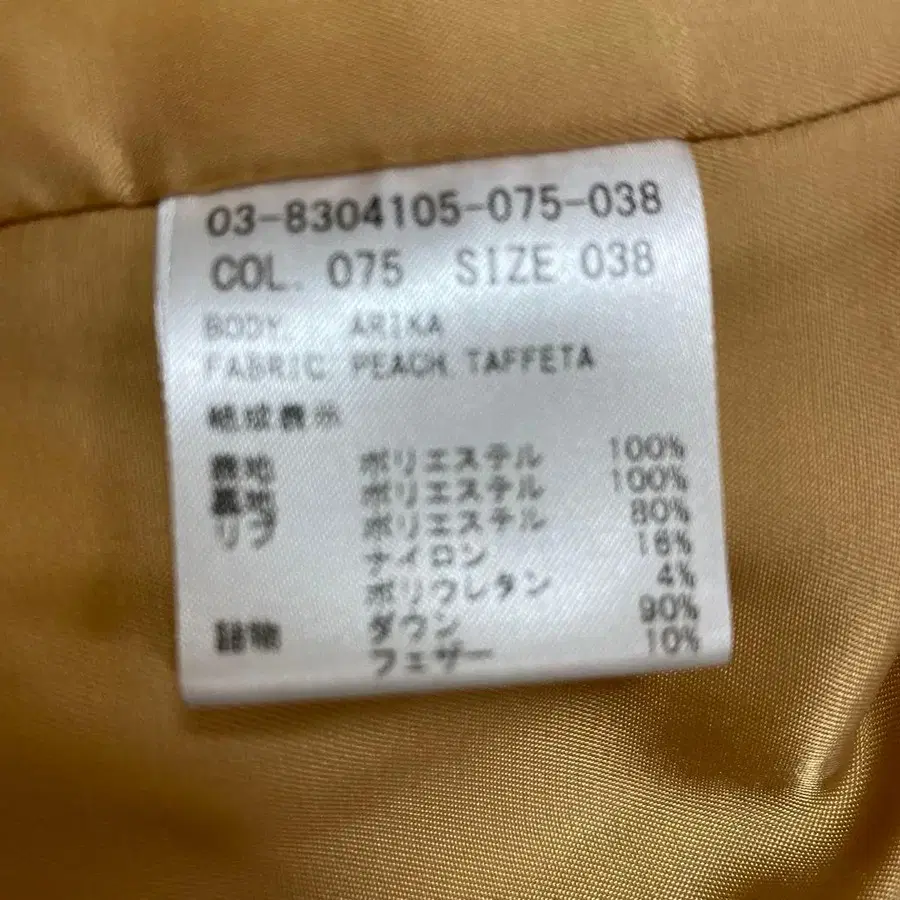 03-8304105-075-038
COL. 075 SIZE 038
BODY. ARIKA
FABRIC PEACH TAFFETA
組成表示
表地 ポリエステル 100%
裏地 ポリエステル 100%
リブ ポリエステル 80%
ナイロン 16%
ポリウレタン 4%
詰物 ダウン 90%
フェザー 10%